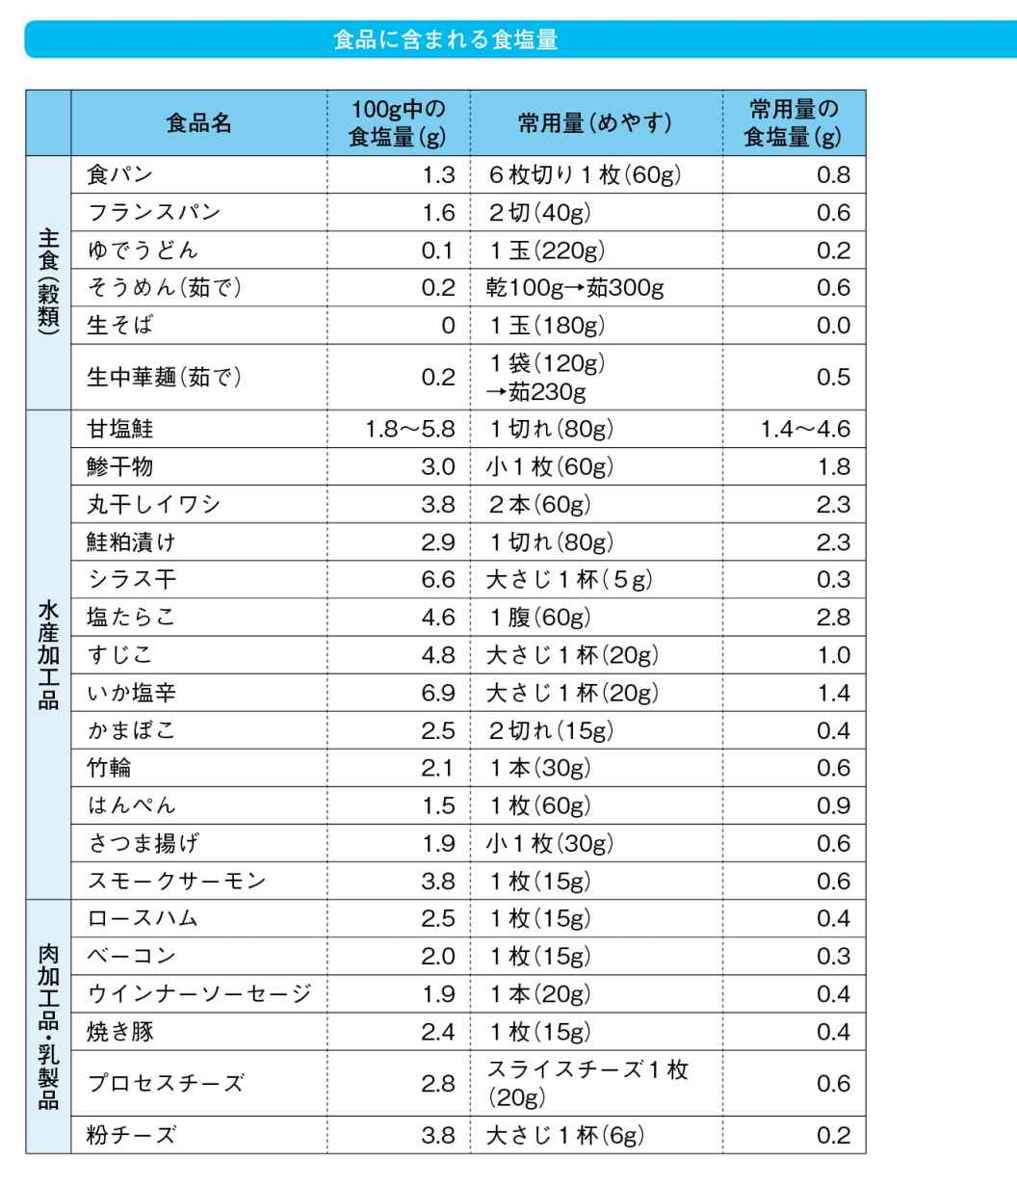 食品に含まれる食塩量
食品名 100g中の食塩量(g) 常用量(めやす) 常用量の食塩量(g)
主食(穀類)
食パン 1.3 6枚切り1枚(60g) 0.8
フランスパン 1.6 2切(40g) 0.6
ゆでうどん 0.1 1玉(220g) 0.2
そうめん(茹で) 0.2 乾100g→茹300g 0.6
生そば 0 1玉(180g) 0.0
生中華麺(茹で) 0.2 1袋(120g)→茹230g 0.5
水産加工品
甘塩鮭 1.8〜5.8 1切れ(80g) 1.4〜4.6
鯵干物 3.0 小1枚(60g) 1.8
丸干しイワシ 3.8 2本(60g) 2.3
鮭粕漬け 2.9 1切れ(80g) 2.3
シラス干 6.6 大さじ1杯(5g) 0.3
塩たらこ 4.6 1腹(60g) 2.8
すじこ 4.8 大さじ1杯(20g) 1.0
いか塩辛 6.9 大さじ1杯(20g) 1.4
かまぼこ 2.5 2切れ(15g) 0.4
竹輪 2.1 1本(30g) 0.6
はんぺん 1.5 1枚(60g) 0.9
さつま揚げ 1.9 小1枚(30g) 0.6
スモークサーモン 3.8 1枚(15g) 0.6
肉加工品・乳製品
ロースハム 2.5 1枚(15g) 0.4
ベーコン 2.0 1枚(15g) 0.3
ウインナーソーセージ 1.9 1本(20g) 0.4
焼き豚 2.4 1枚(15g) 0.4
プロセスチーズ 2.8 スライスチーズ1枚(20g) 0.6
粉チーズ 3.8 大さじ1杯(6g) 0.2